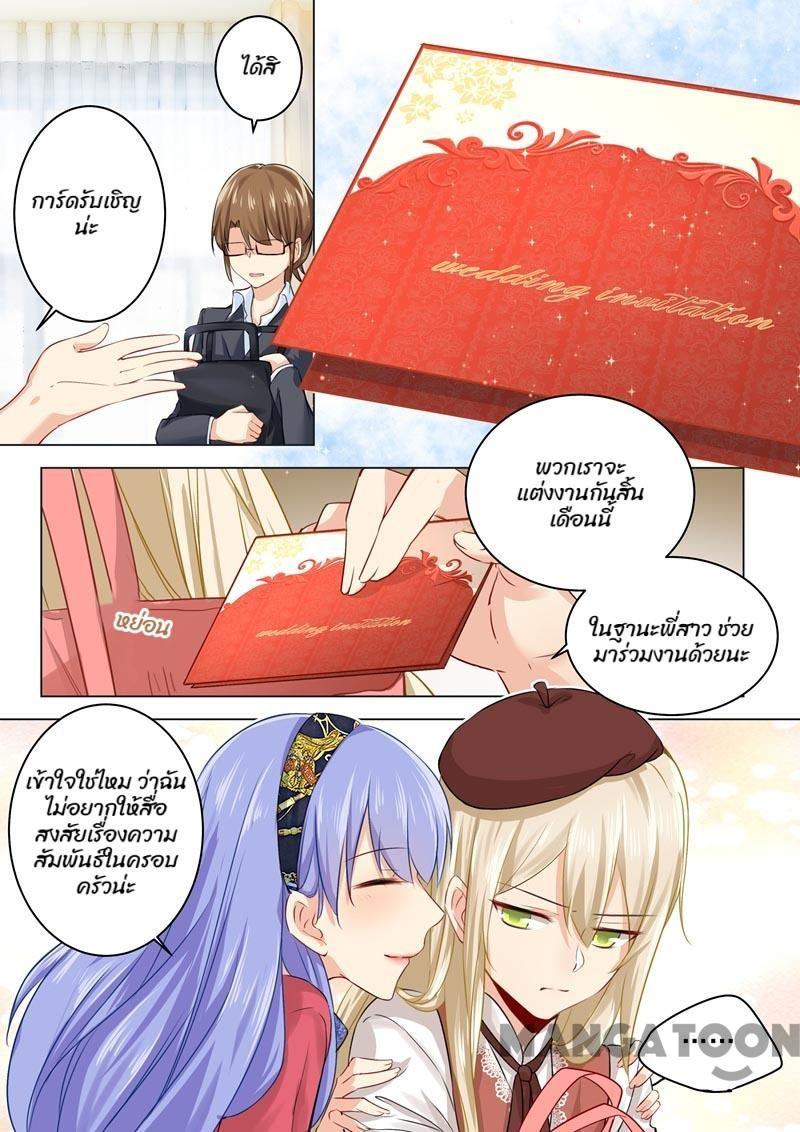 ได้สิ
การ์ดรับเชิญ
น่ะ
wedding invitation
พวกเราจะ
แต่งงานกันสิ้น
เดือนนี้
ในฐานะพี่สาว ช่วย
มาร่วมงานด้วยนะ
หย่อน
wedding invitation
เข้าใจใช่ไหม ว่าฉัน
ไม่อยากให้สื่อ
สงสัยเรื่องความ
สัมพันธ์ในครอบ
ครัวน่ะ
......
MANGATOON